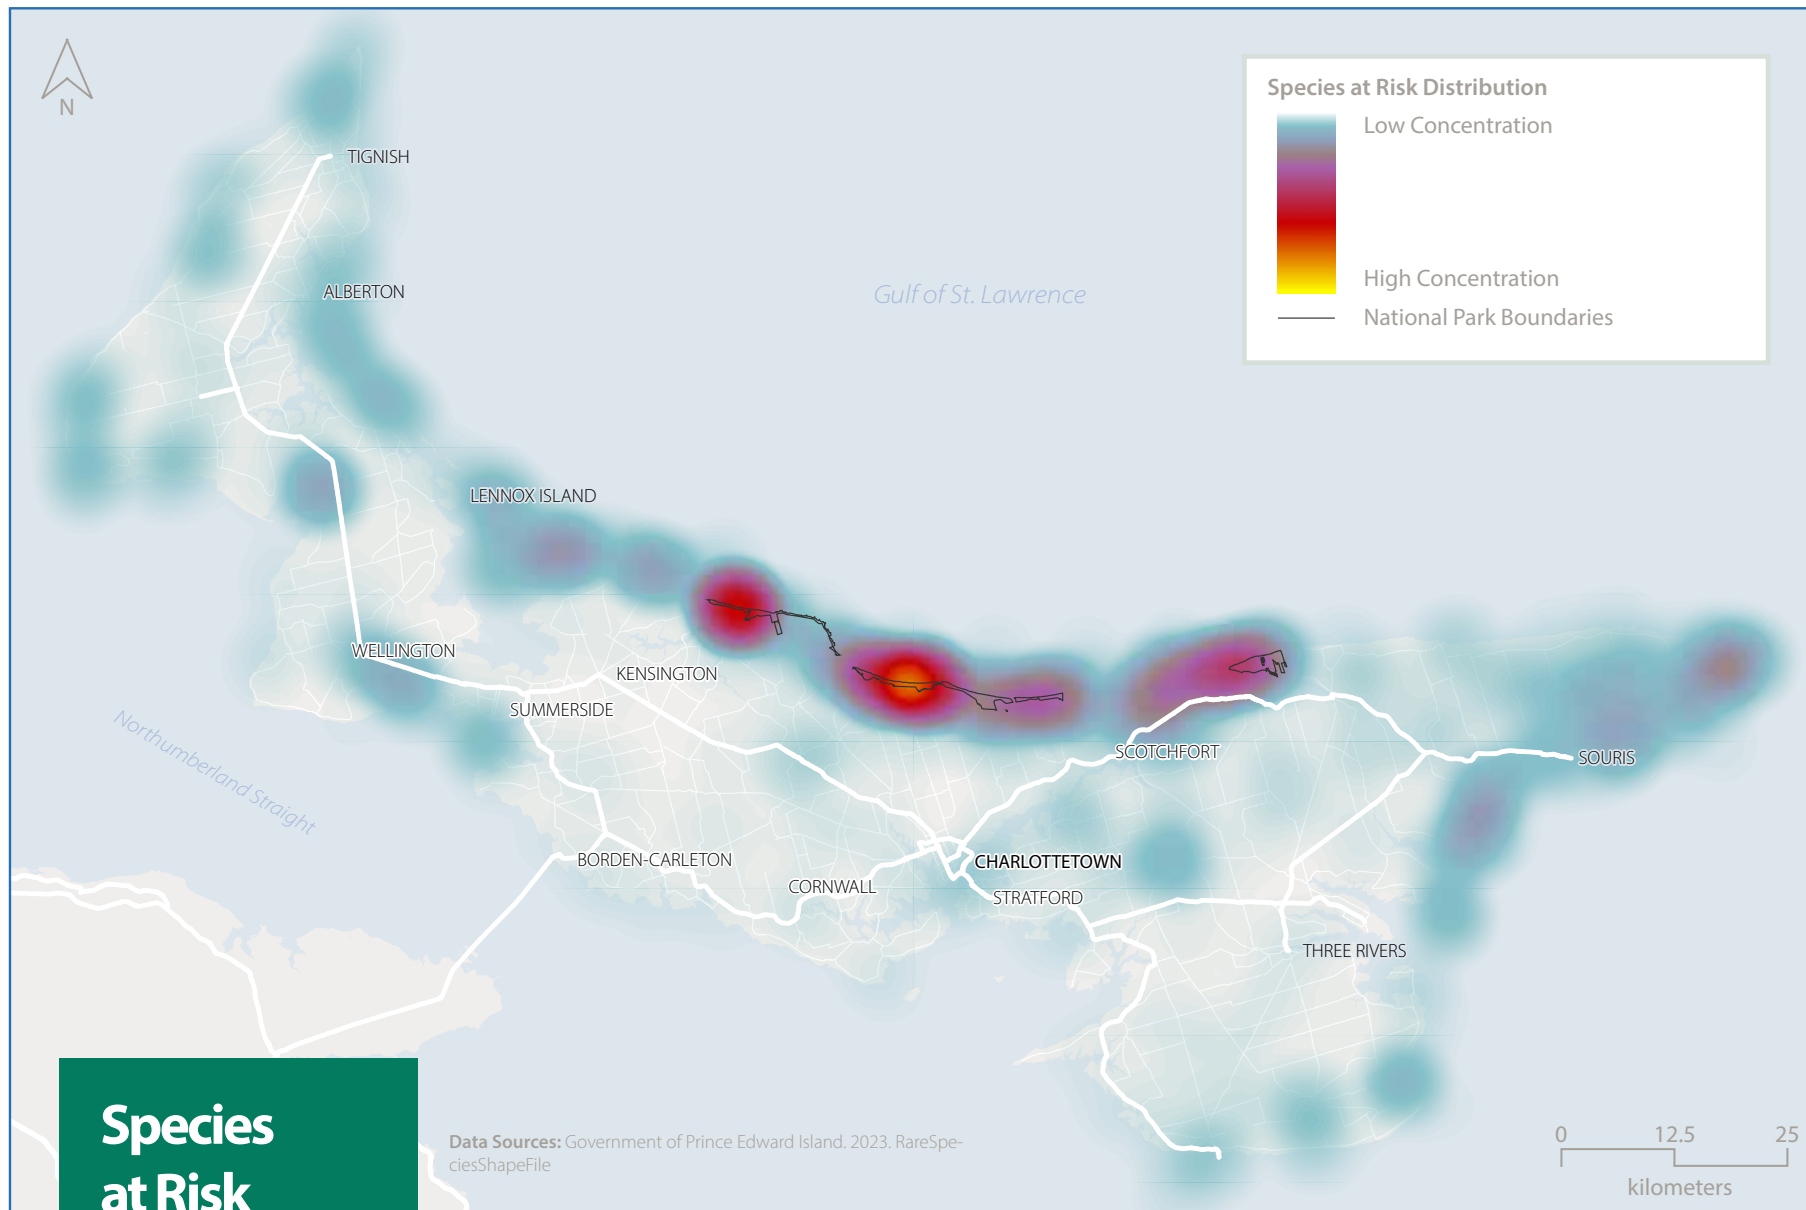 N
TIGNISH
ALBERTON
Gulf of St. Lawrence
Species at Risk Distribution
Low Concentration
High Concentration
National Park Boundaries
LENNOX ISLAND
WELLINGTON
KENSINGTON
SUMMERSIDE
Northumberland Straight
SCOTCHFORT
SOURIS
BORDEN-CARLETON
CHARLOTTETOWN
CORNWALL
STRATFORD
THREE RIVERS
Species
at Risk
Data Sources: Government of Prince Edward Island. 2023. RareSpe-
ciesShapeFile
0 12.5 25
kilometers